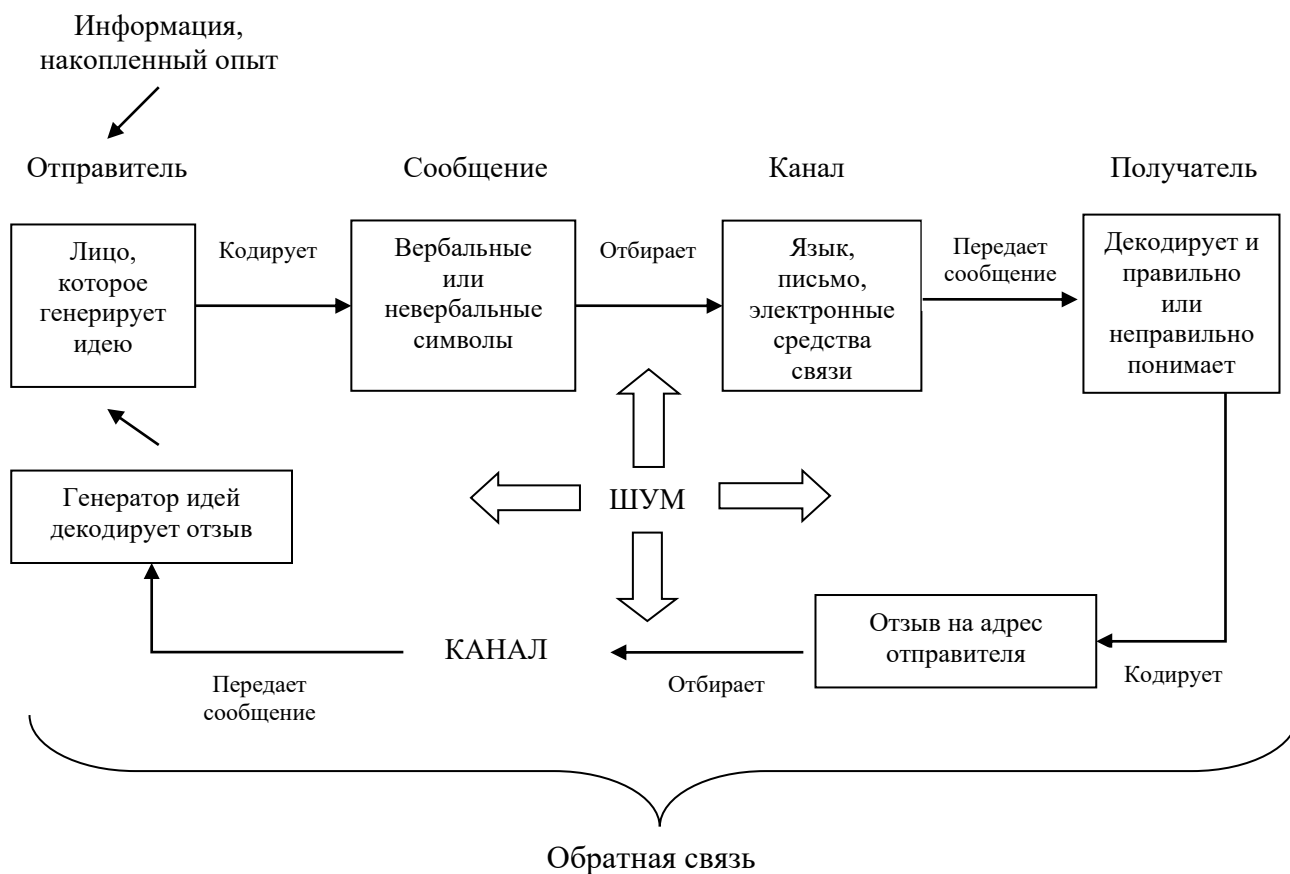 Информация,
накопленный опыт
Отправитель
Сообщение
Канал
Получатель
Лицо,
которое
генерирует
идею
Кодирует
Вербальные
или
невербальные
символы
Отбирает
Язык,
письмо,
электронные
средства
связи
Передает
сообщение
Декодирует и
правильно
или
неправильно
понимает
Генератор идей
декодирует отзыв
ШУМ
Отзыв на адрес
отправителя
КАНАЛ
Кодирует
Отбирает
Передает
сообщение
Обратная связь